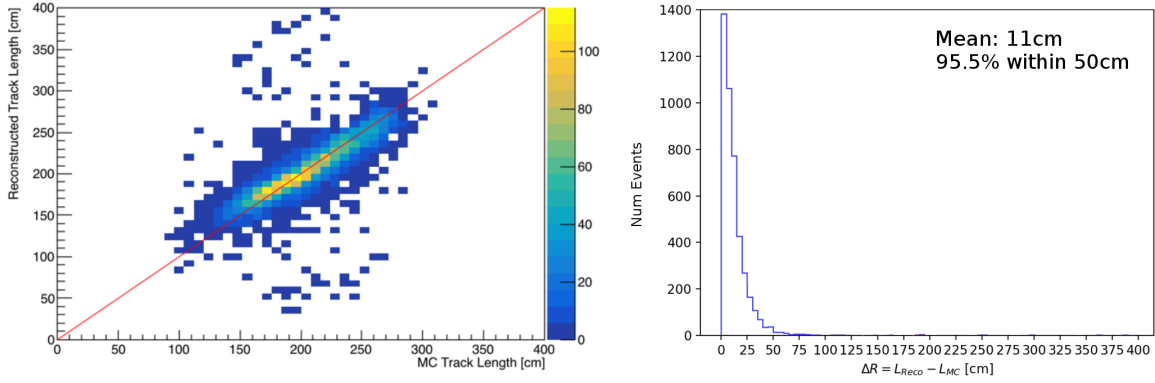 Reconstructed Track Length [cm]
400
350
300
250
200
150
100
50
0
0 50 100 150 200 250 300 350 400
MC Track Length [cm]
100
80
60
40
20
0
Num Events
1400
1200
1000
800
600
400
200
0
Mean: 11cm
95.5% within 50cm
0 25 50 75 100 125 150 175 200 225 250 275 300 325 350 375 400
ΔR = L_Reco − L_MC [cm]